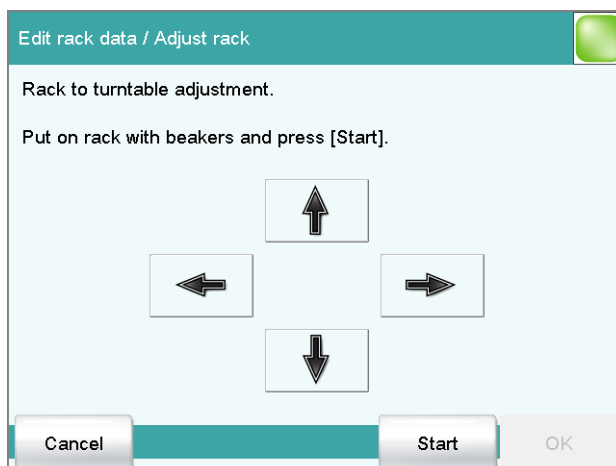 Edit rack data / Adjust rack
Rack to turntable adjustment.
Put on rack with beakers and press [Start].
Cancel
Start
OK